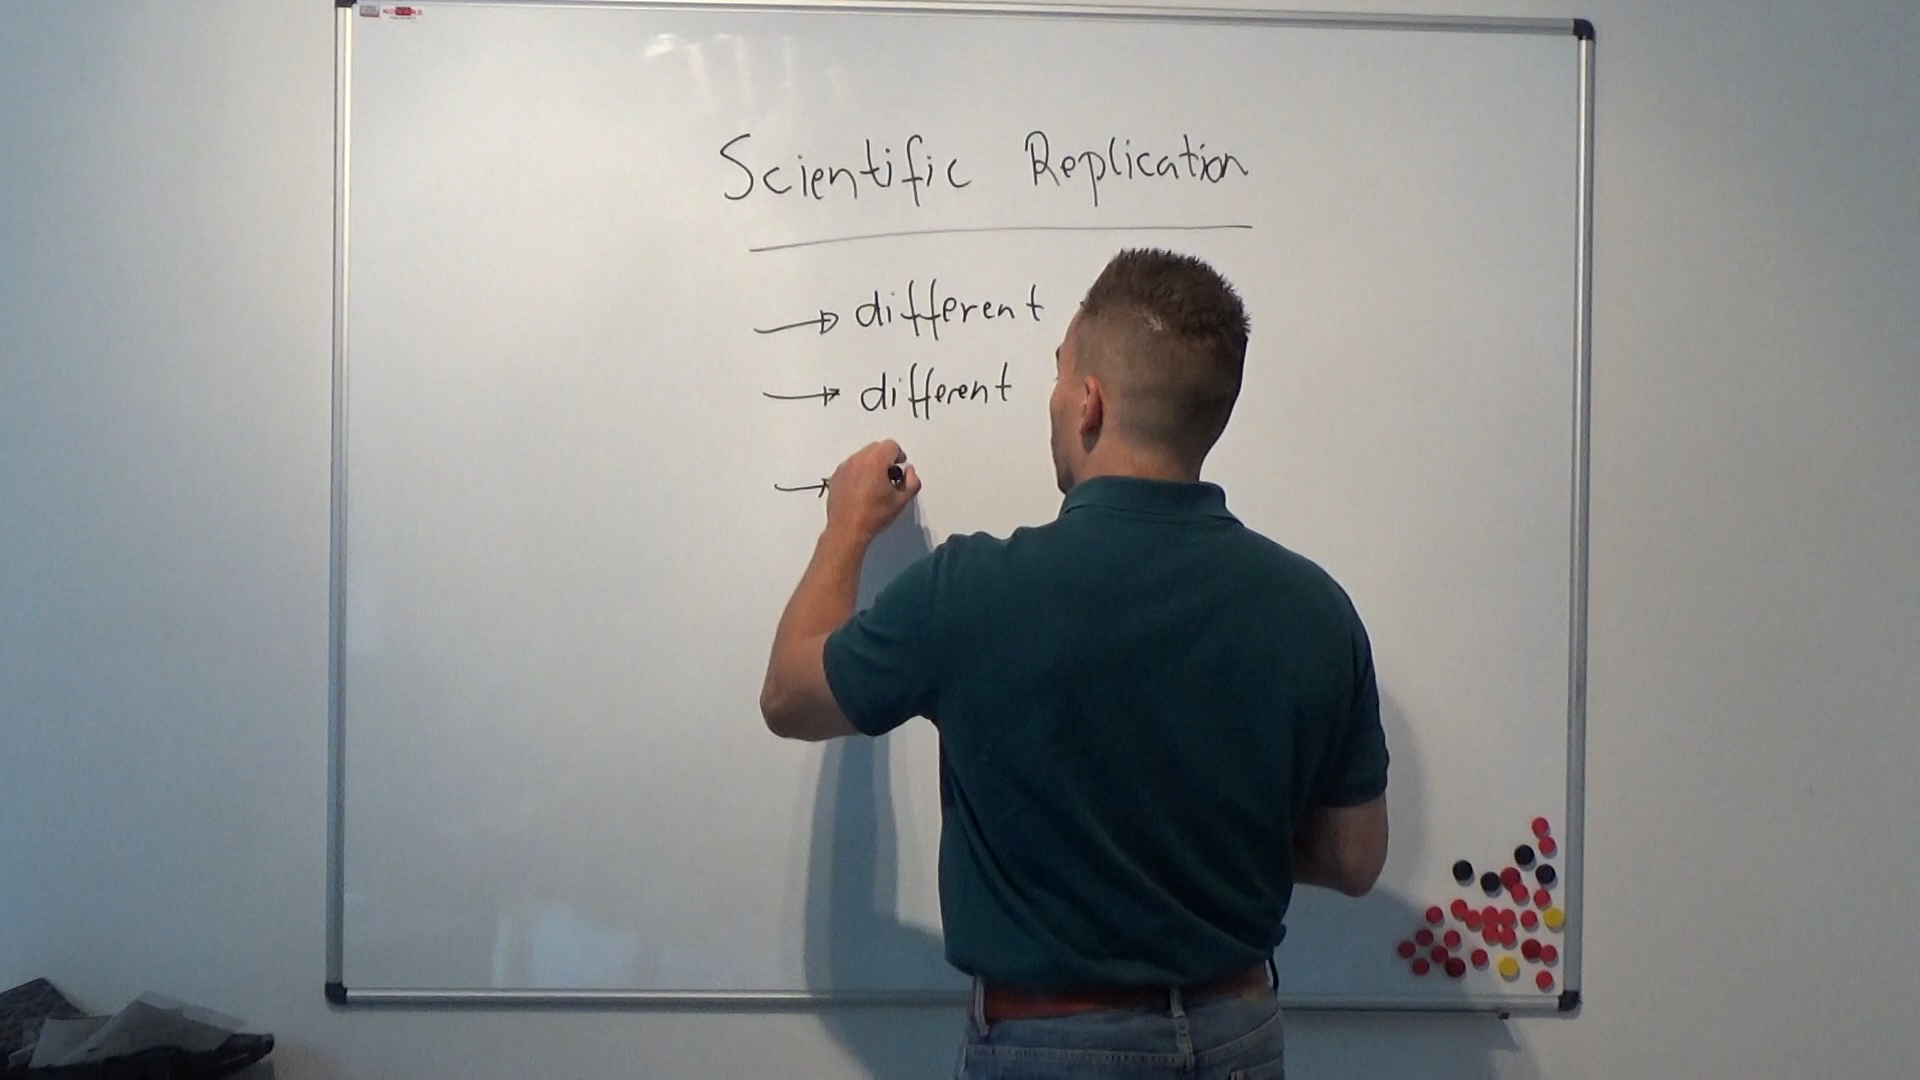 Scientific Replication
→ different
→ different
→